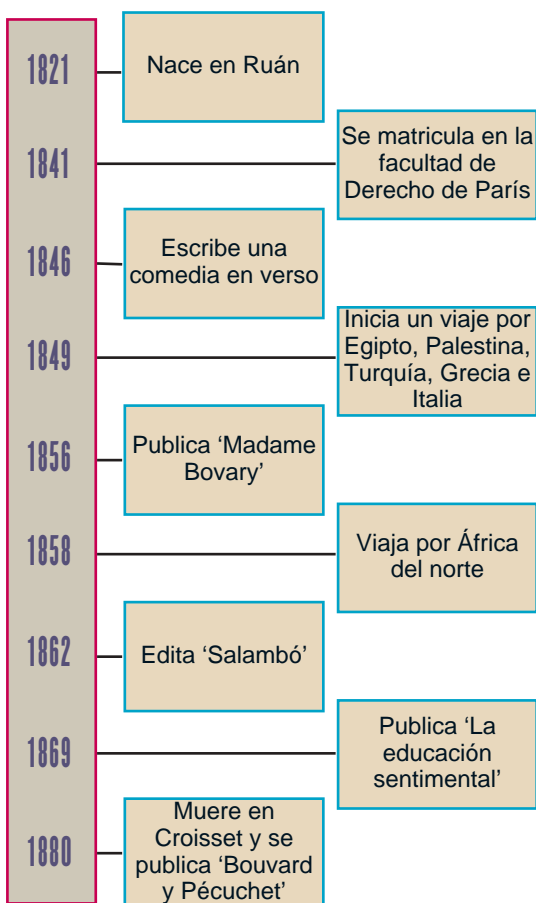 1821
Nace en Ruán
1841
Se matricula en la
facultad de
Derecho de París
1846
Escribe una
comedia en verso
1849
Inicia un viaje por
Egipto, Palestina,
Turquía, Grecia e
Italia
1856
Publica ‘Madame
Bovary’
1858
Viaja por África
del norte
1862
Edita ‘Salambó’
1869
Publica ‘La
educación
sentimental’
1880
Muere en
Croisset y se
publica ‘Bouvard
y Pécuchet’